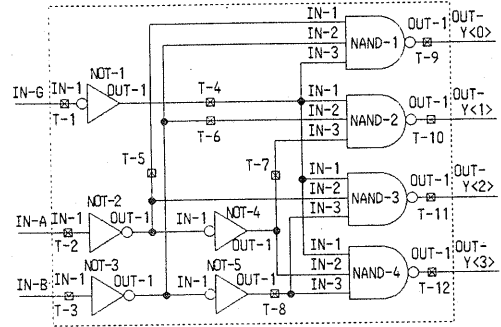 IN-1 OUT-1 OUT-
IN-2 NAND-1 Y<0>
IN-3 T-9
NOT-1
IN-G IN-1 OUT-1 T-4 IN-1 OUT-1 OUT-
T-1 T-6 IN-2 NAND-2 Y<1>
IN-3 T-10
T-5 T-7
IN-1 OUT-1 OUT-
NOT-2 IN-2 NAND-3 Y<2>
IN-A IN-1 OUT-1 IN-1 NOT-4 IN-3 T-11
T-2 OUT-1
NOT-3 NOT-5 IN-1 OUT-1 OUT-
IN-B IN-1 OUT-1 IN-1 OUT-1 IN-2 NAND-4 Y<3>
T-3 T-8 IN-3 T-12